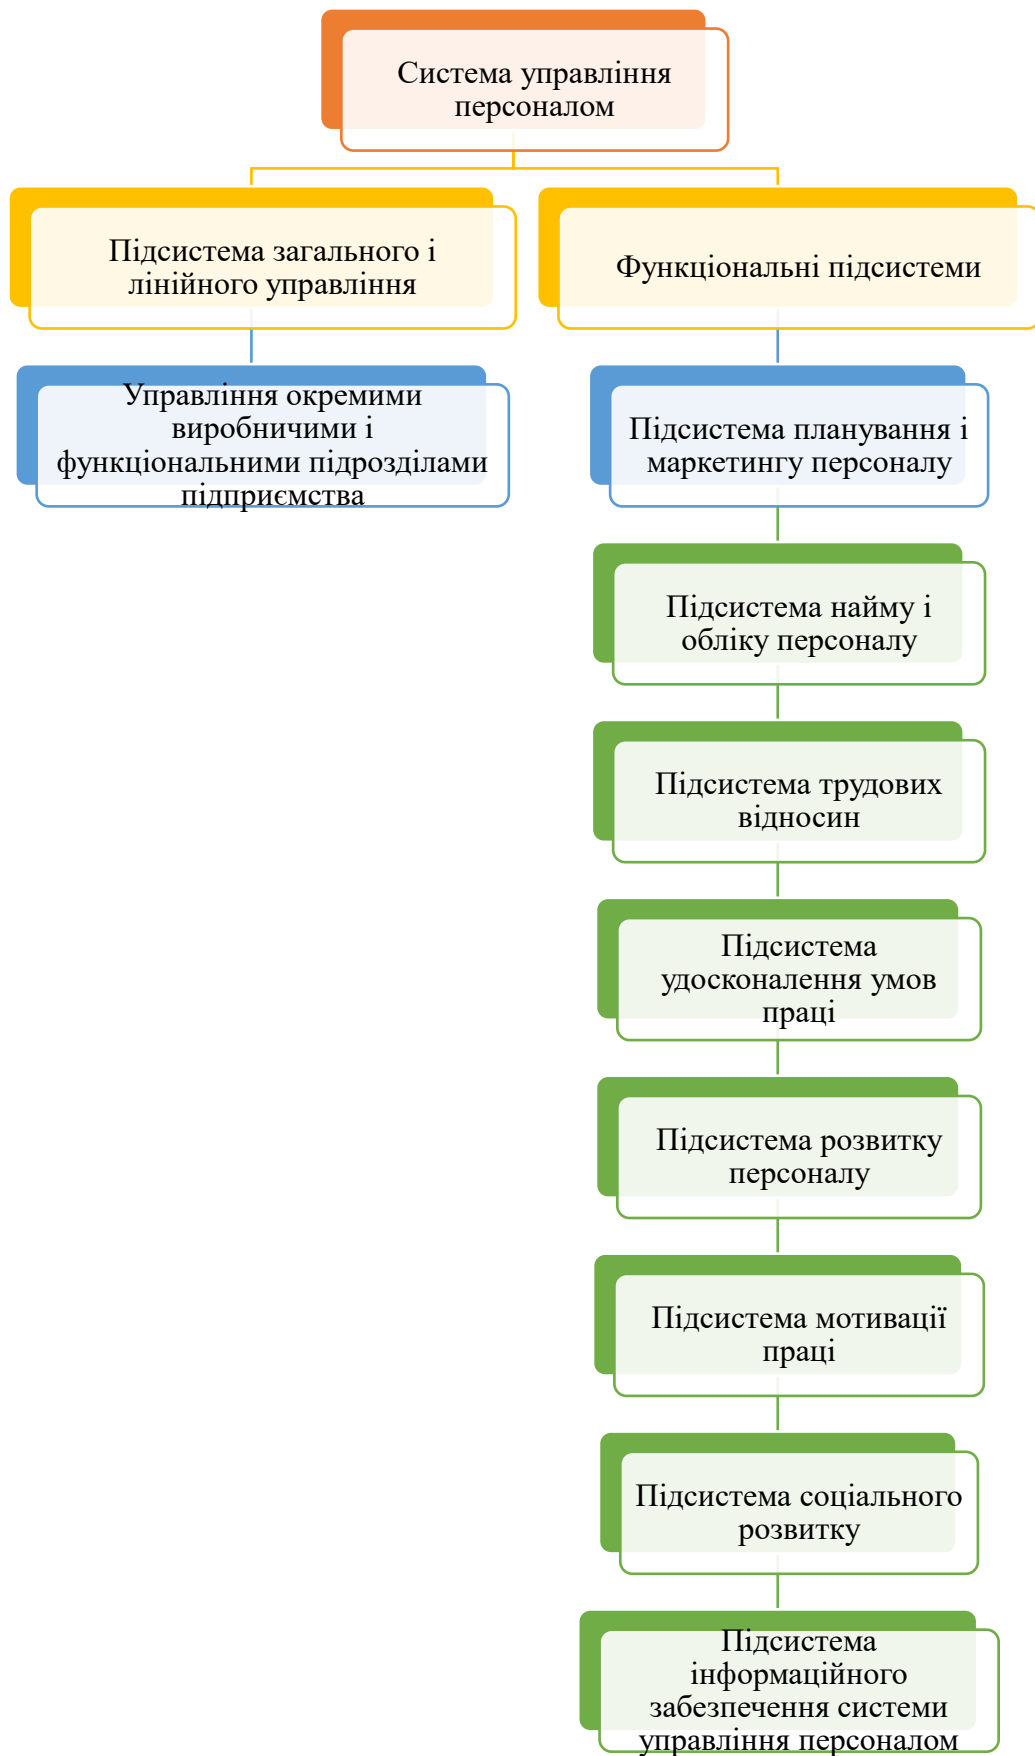 Система управління
персоналом
Підсистема загального і
лінійного управління
Функціональні підсистеми
Управління окремими
виробничими і
функціональними підрозділами
підприємства
Підсистема планування і
маркетингу персоналу
Підсистема найму і
обліку персоналу
Підсистема трудових
відносин
Підсистема
удосконалення умов
праці
Підсистема розвитку
персоналу
Підсистема мотивації
праці
Підсистема соціального
розвитку
Підсистема
інформаційного
забезпечення системи
управління персоналом